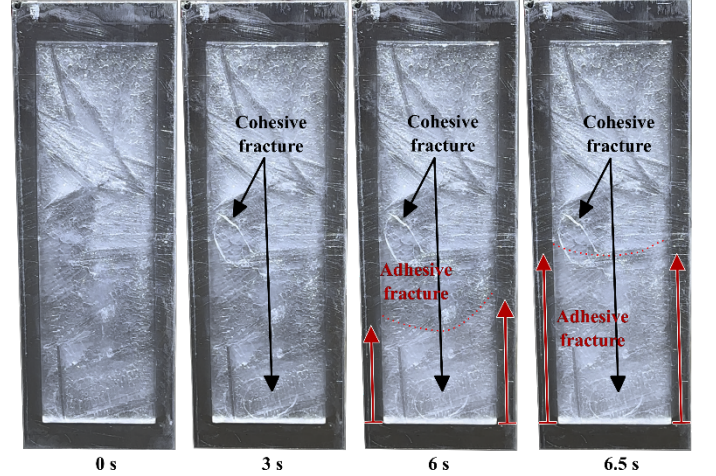 Cohesive
fracture
Cohesive
fracture
Cohesive
fracture
Adhesive
fracture
Adhesive
fracture
0 s
3 s
6 s
6.5 s